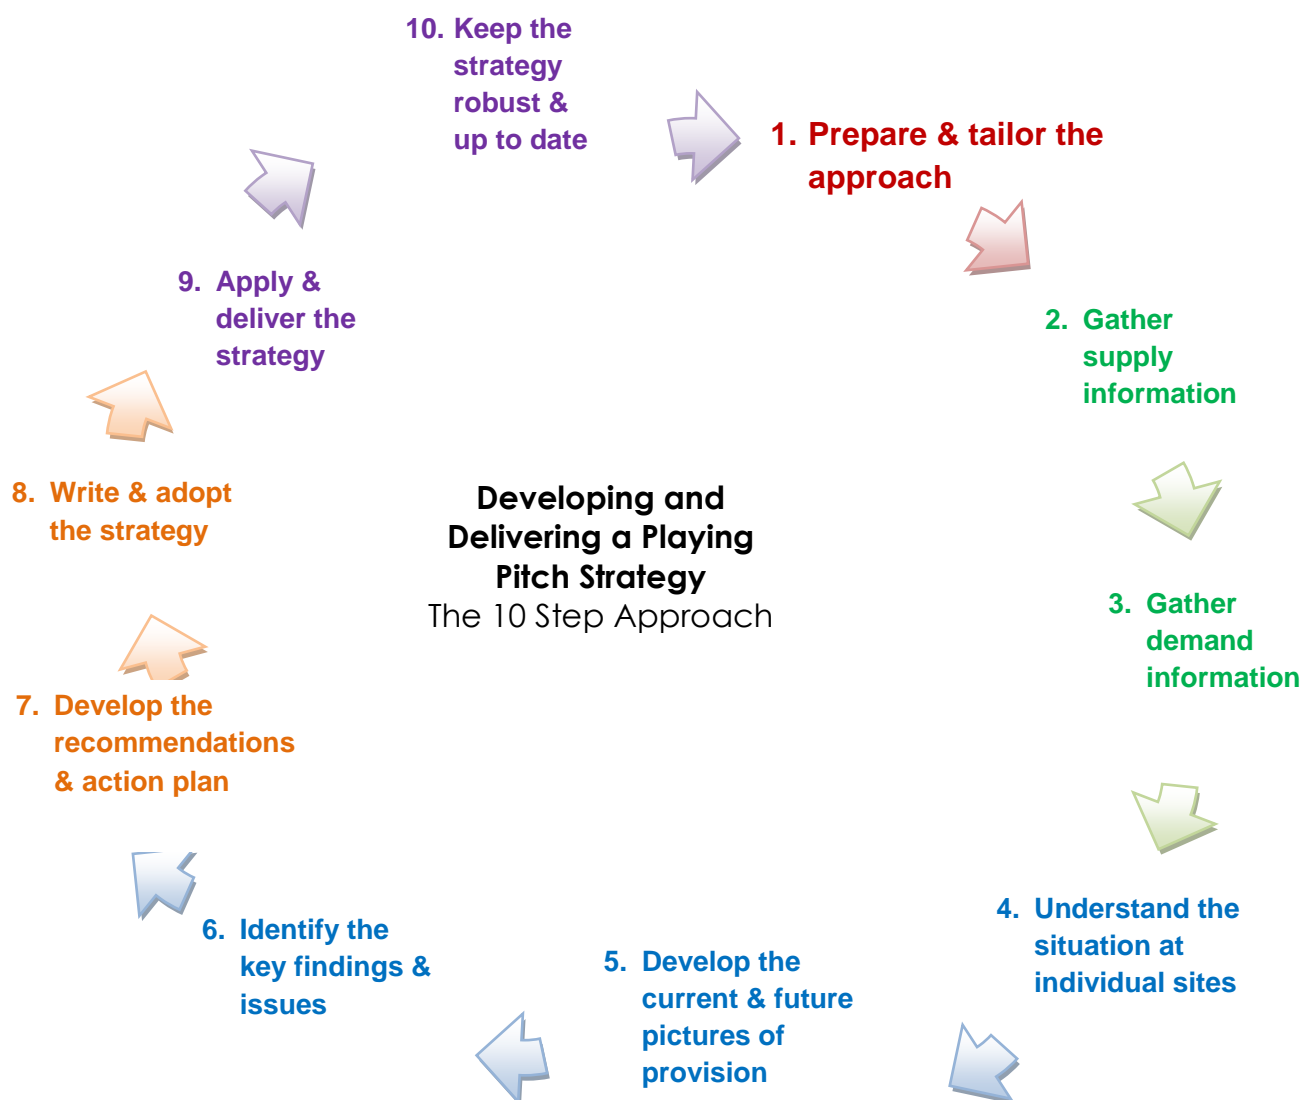 10. Keep the
strategy
robust &
up to date
1. Prepare & tailor the
approach
2. Gather
supply
information
3. Gather
demand
information
4. Understand the
situation at
individual sites
5. Develop the
current & future
pictures of
provision
6. Identify the
key findings &
issues
7. Develop the
recommendations
& action plan
8. Write & adopt
the strategy
9. Apply &
deliver the
strategy
Developing and
Delivering a Playing
Pitch Strategy
The 10 Step Approach